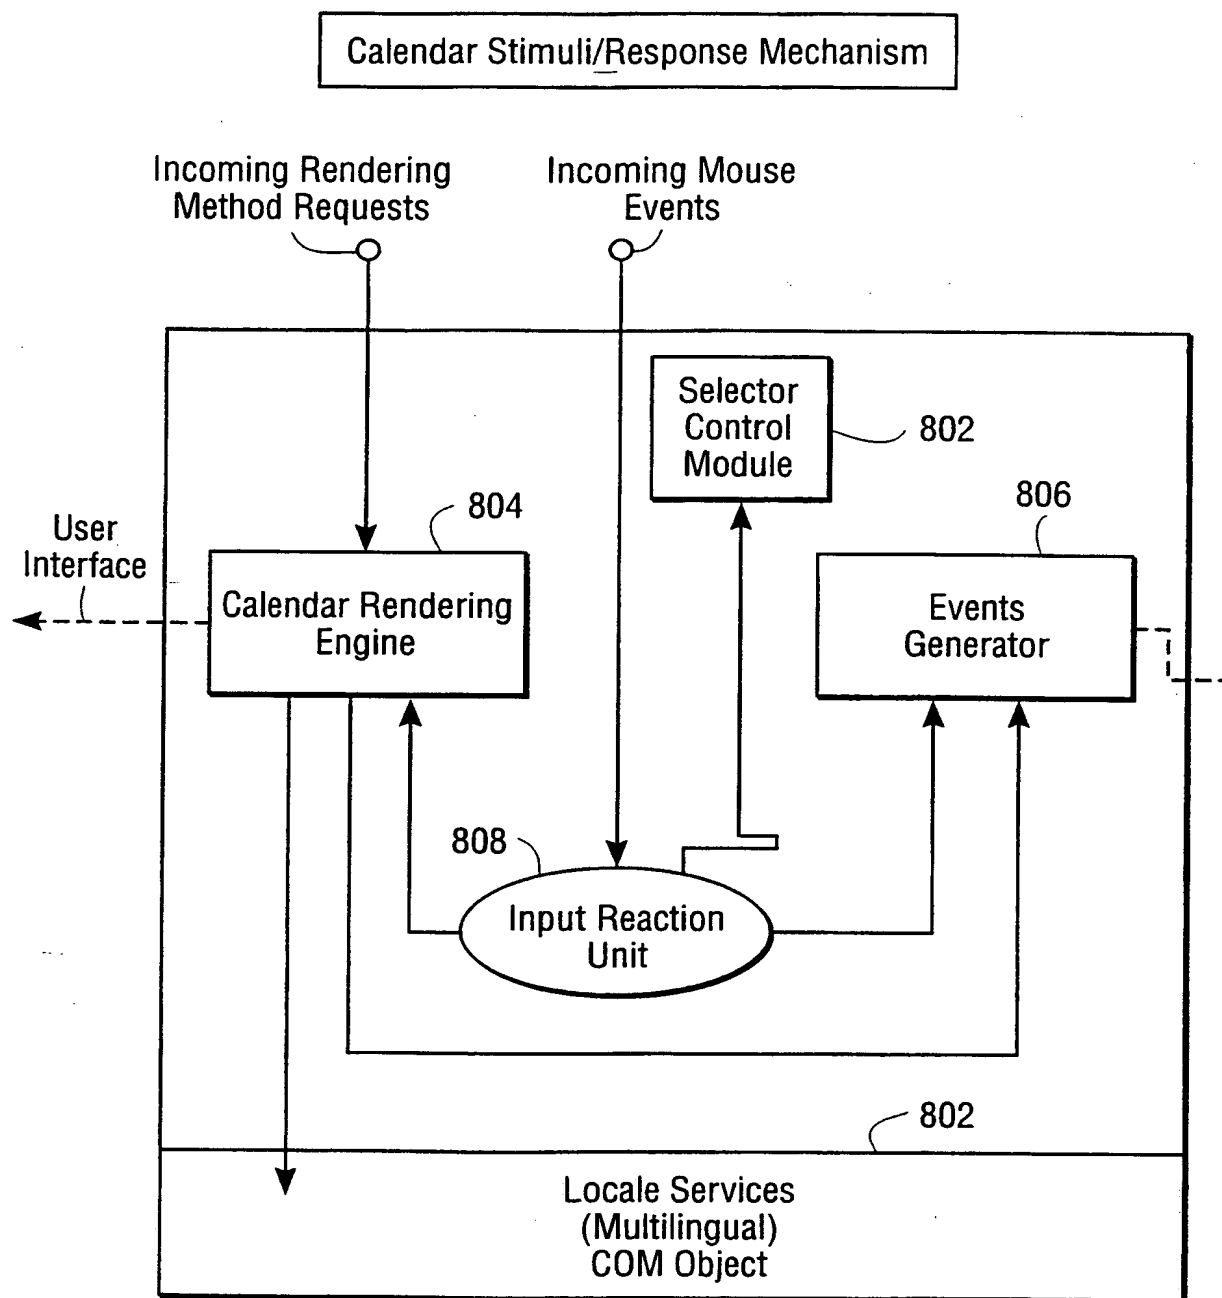 Calendar Stimuli/Response Mechanism
Incoming Rendering
Method Requests
Incoming Mouse
Events
Selector
Control
Module
802
804
806
User
Interface
Calendar Rendering
Engine
Events
Generator
808
Input Reaction
Unit
802
Locale Services
(Multilingual)
COM Object